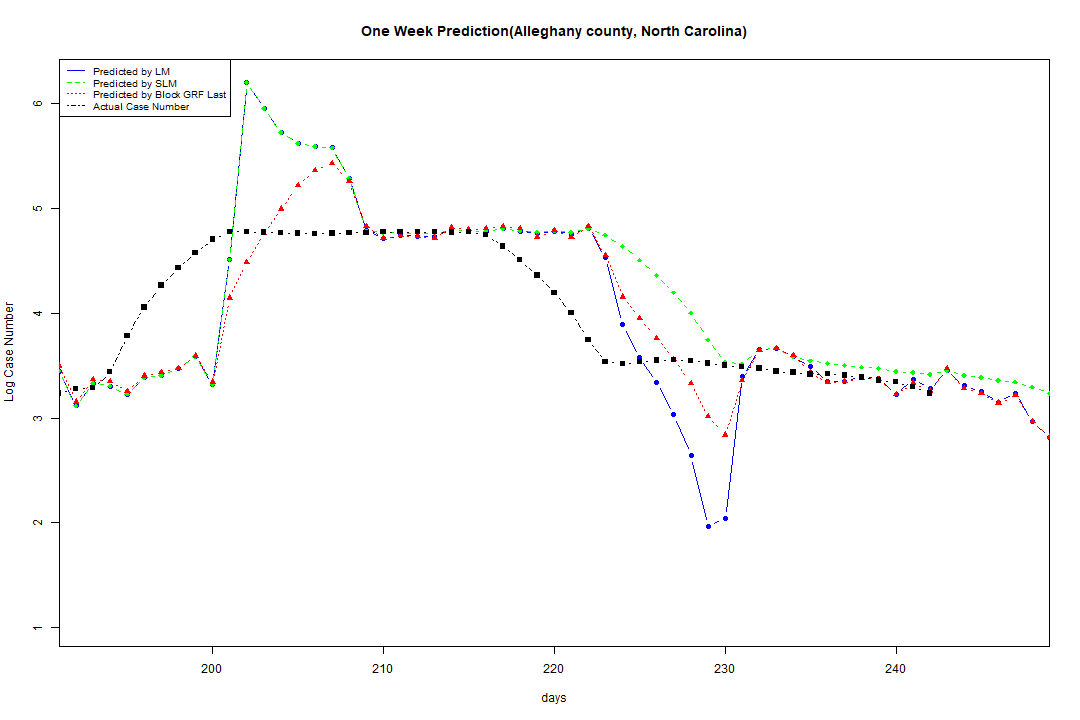 One Week Prediction(Alleghany county, North Carolina)
Predicted by LM
Predicted by SLM
Predicted by Block GRF Last
Actual Case Number
6
5
4
3
2
1
Log Case Number
200 210 220 230 240
days